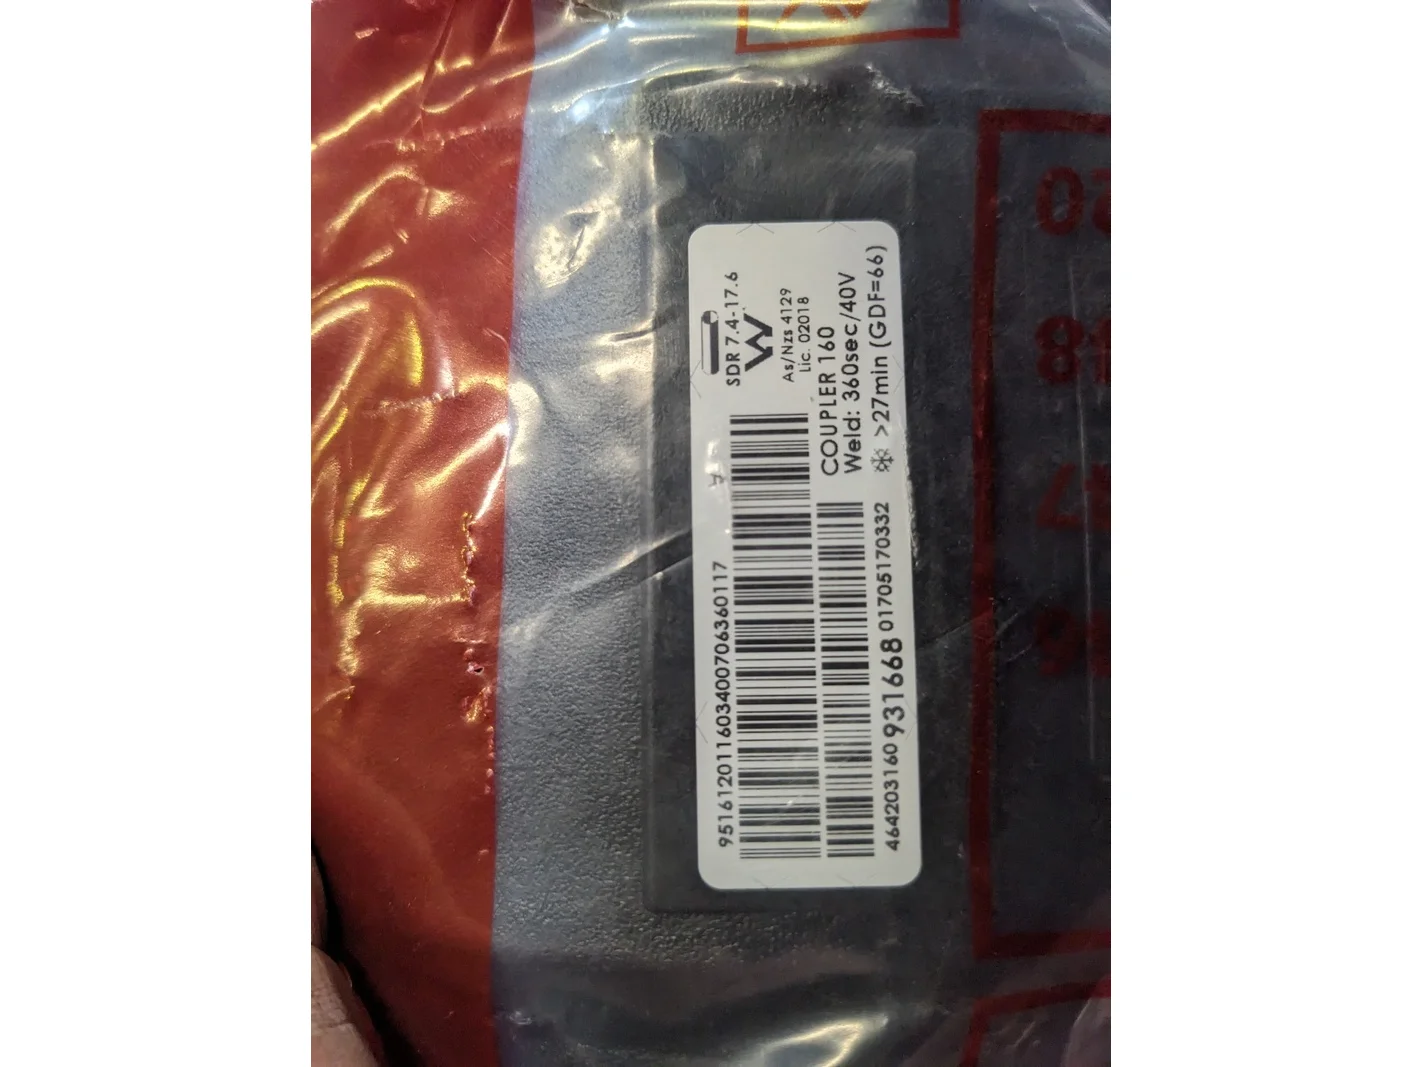 SDR 7.4-17.6
W
As/Nzs 4129
Lic. 02018
951612011603400706360117
COUPLER 160
Weld: 360sec/40V
>27min (GDF=66)
01705170332
464203160 931668